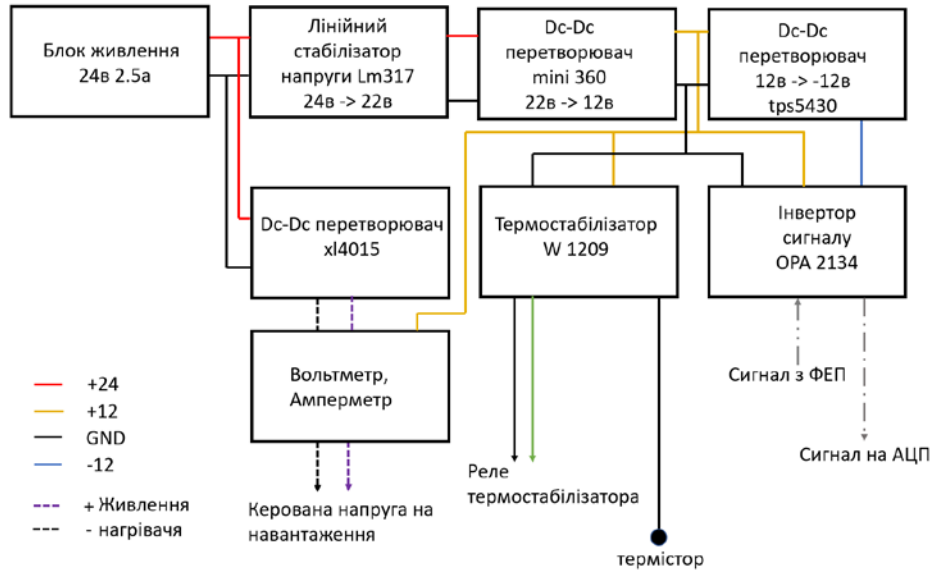 Блок живлення
24в 2.5а
Лінійний
стабілізатор
напруги Lm317
24в -> 22в
Dc-Dc
перетворювач
mini 360
22в -> 12в
Dc-Dc
перетворювач
12в -> -12в
tps5430
Dc-Dc перетворювач
xl4015
Термостабілізатор
W 1209
Інвертор
сигналу
OPA 2134
Вольтметр,
Амперметр
Сигнал з ФЕП
Сигнал на АЦП
Реле
термостабілізатора
Керована напруга на
навантаження
термістор
+24
+12
GND
-12
+ Живлення
- нагрівача